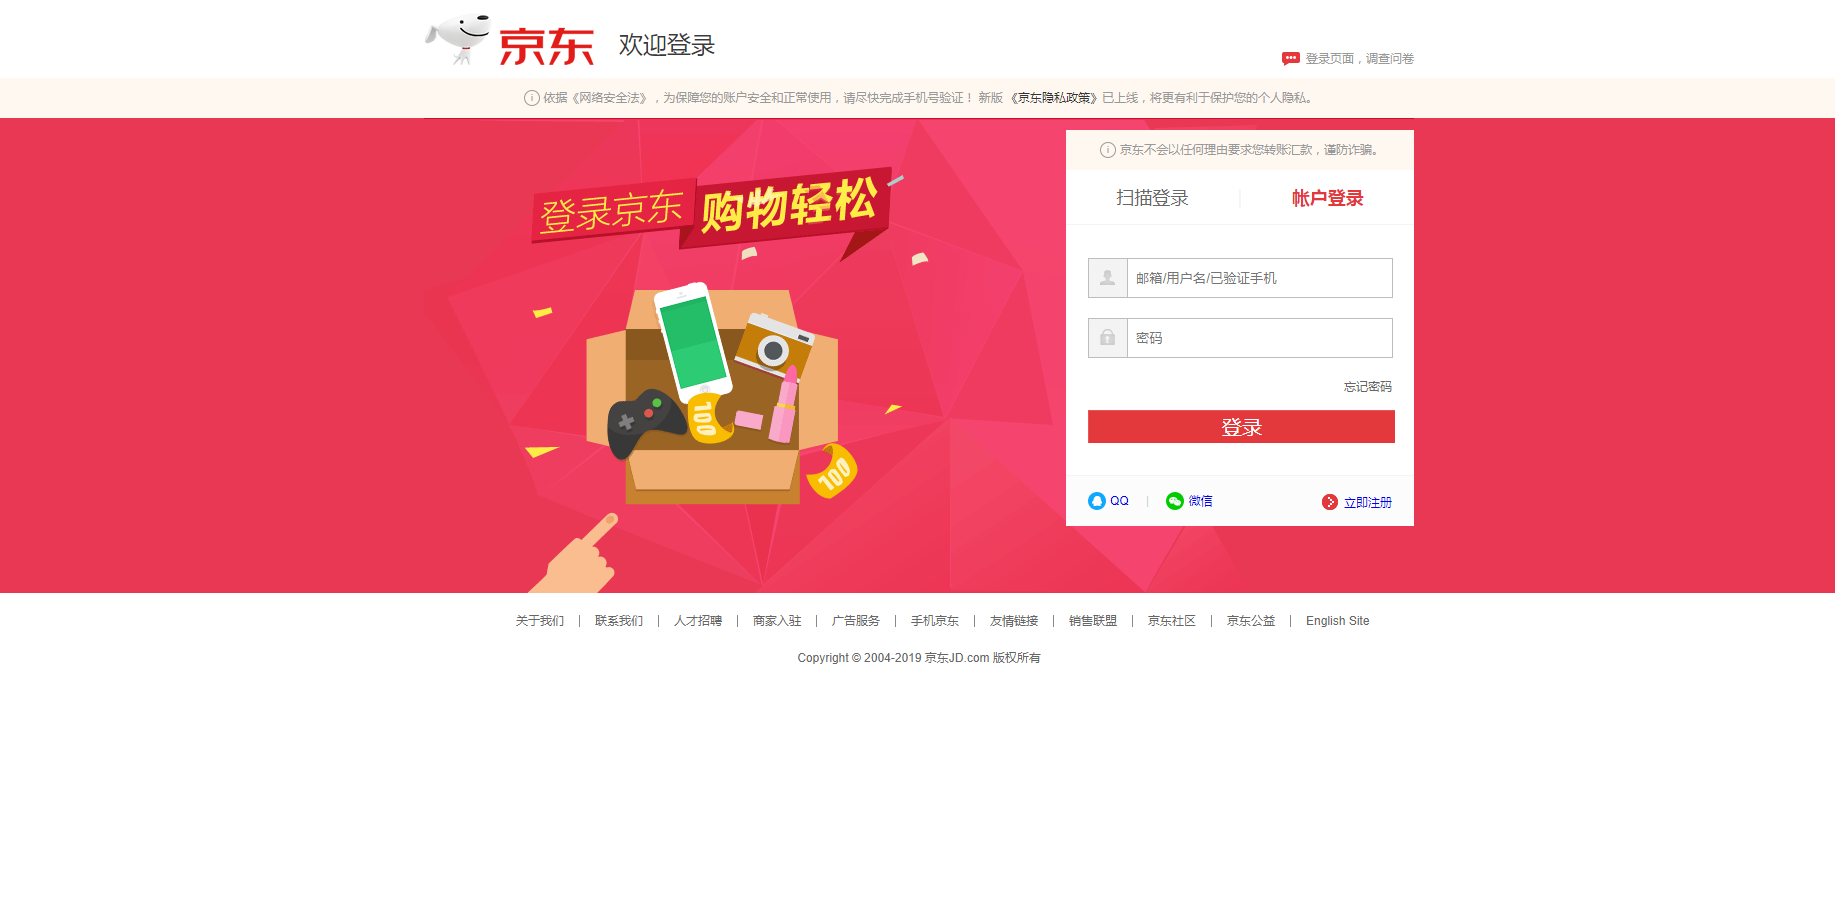 京东 欢迎登录
登录页面，调查问卷
依据《网络安全法》，为保障您的账户安全和正常使用，请尽快完成手机号验证！ 新版 《京东隐私政策》已上线，将更有利于保护您的个人隐私。
登录京东 购物轻松
100
100
京东不会以任何理由要求您转账汇款，谨防诈骗。
扫描登录 帐户登录
邮箱/用户名/已验证手机
密码
忘记密码
登录
QQ | 微信 立即注册
关于我们 | 联系我们 | 人才招聘 | 商家入驻 | 广告服务 | 手机京东 | 友情链接 | 销售联盟 | 京东社区 | 京东公益 | English Site
Copyright © 2004-2019 京东JD.com 版权所有